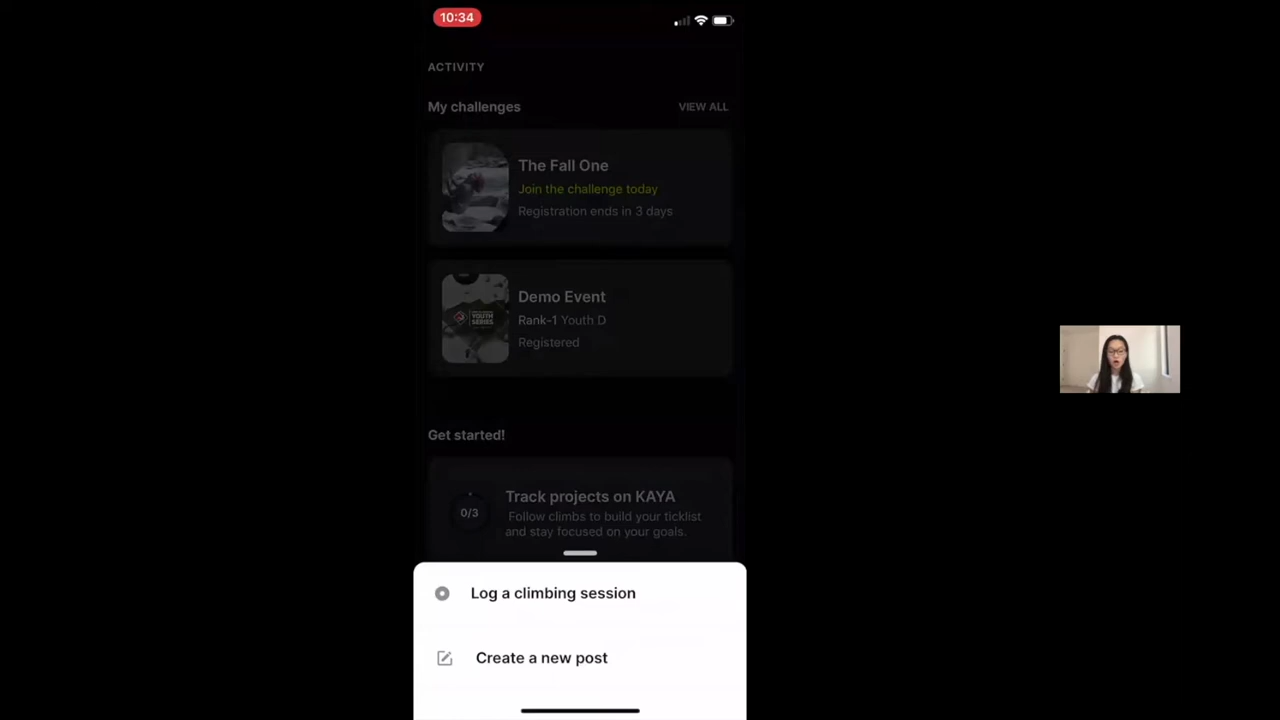 10:34
ACTIVITY
My challenges
VIEW ALL
The Fall One
Join the challenge today
Registration ends in 3 days
Demo Event
Rank-1 Youth D
Registered
YOUTH
SERIES
Get started!
0/3
Track projects on KAYA
Follow climbs to build your ticklist
and stay focused on your goals.
Log a climbing session
Create a new post